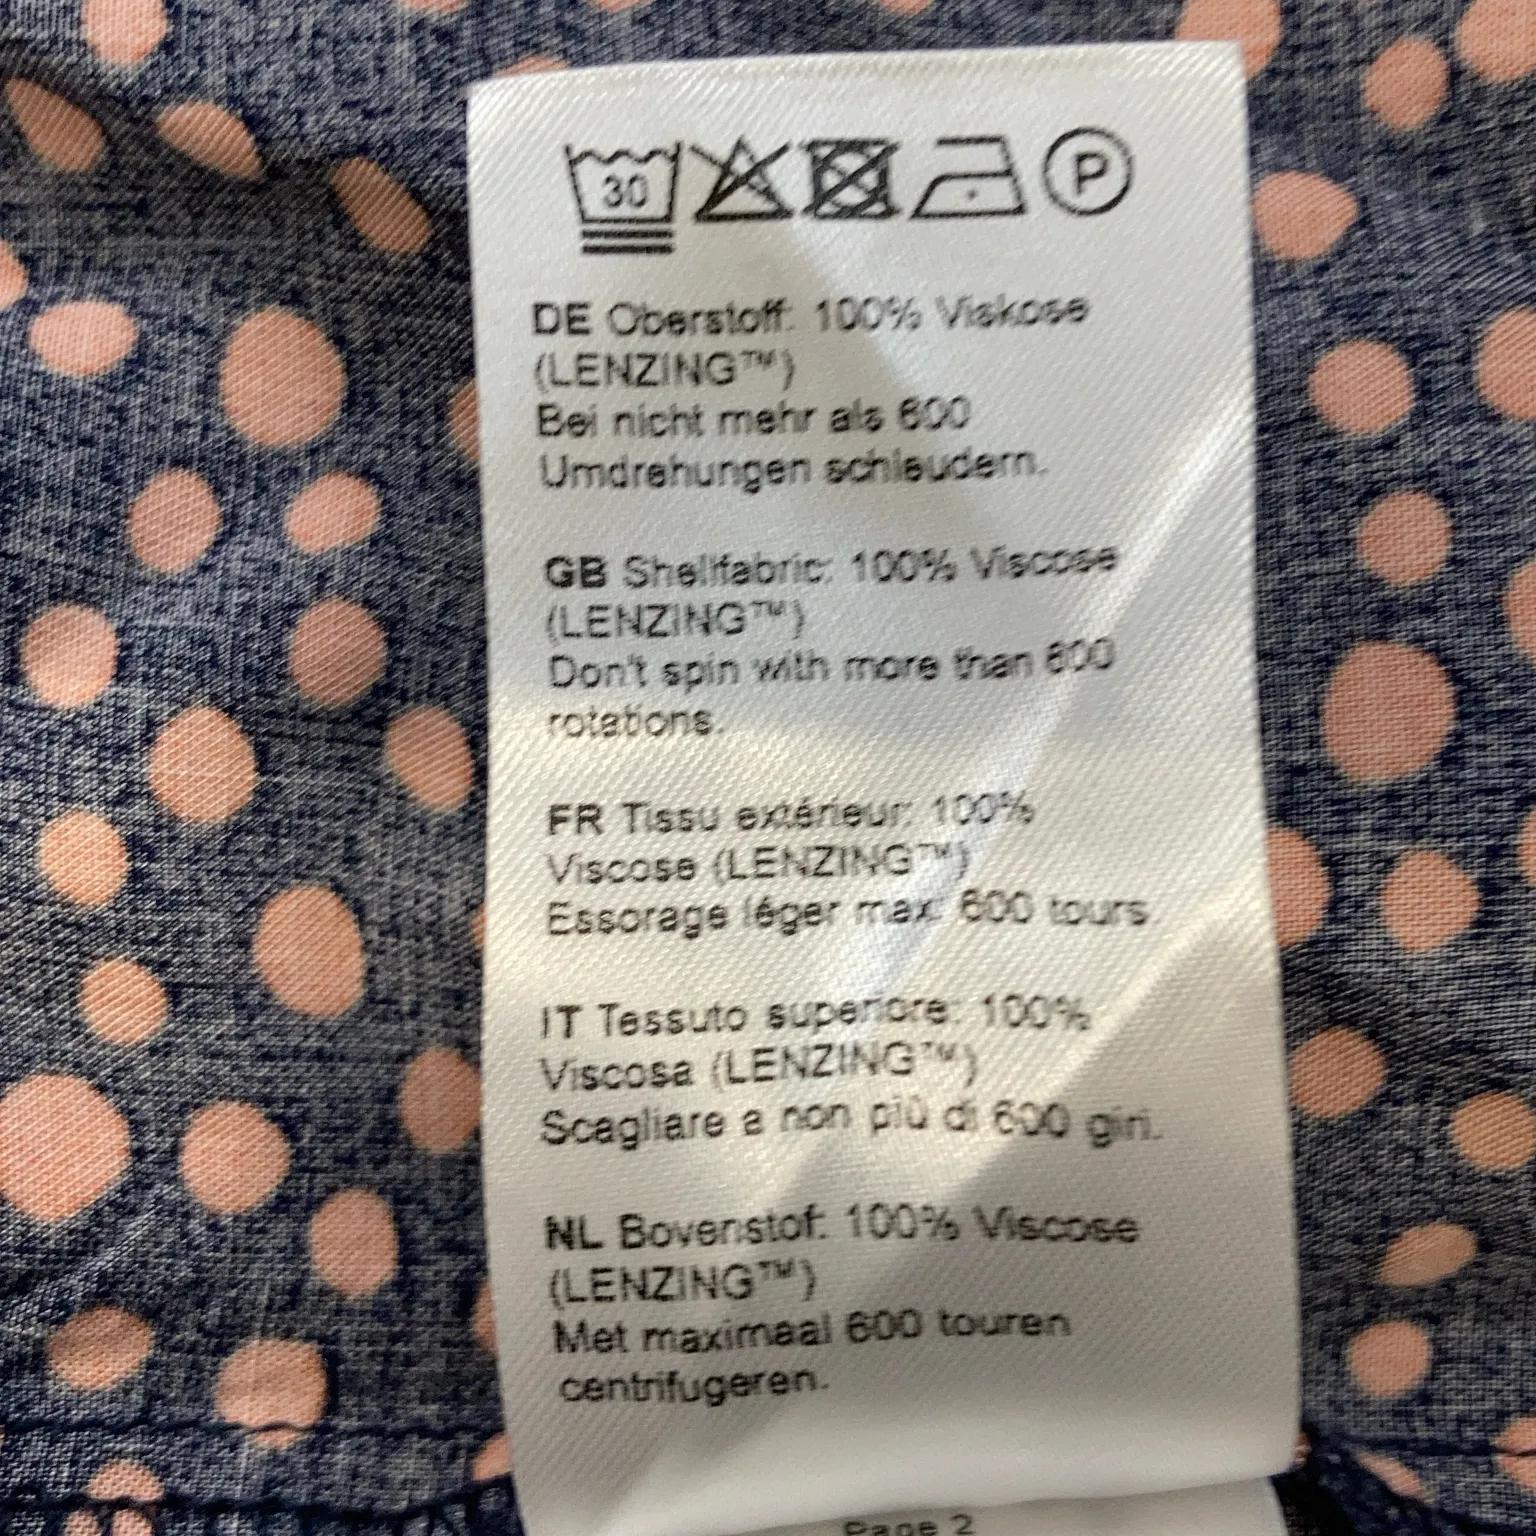 30 P
DE Oberstoff: 100% Viskose
(LENZING™)
Bei nicht mehr als 600
Umdrehungen schleudern.
GB Shellfabric: 100% Viscose
(LENZING™)
Don't spin with more than 600
rotations.
FR Tissu extérieur: 100%
Viscose (LENZING™)
Essorage léger max. 600 tours
IT Tessuto superiore: 100%
Viscosa (LENZING™)
Scagliare a non più di 600 giri.
NL Bovenstof: 100% Viscose
(LENZING™)
Met maximaal 600 touren
centrifugeren.
Page 2